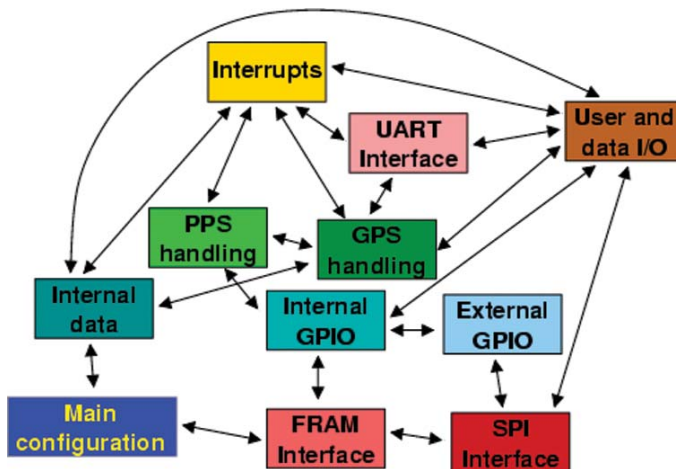 Interrupts
UART
Interface
User and
data I/O
PPS
handling
GPS
handling
Internal
data
Internal
GPIO
External
GPIO
Main
configuration
FRAM
Interface
SPI
Interface